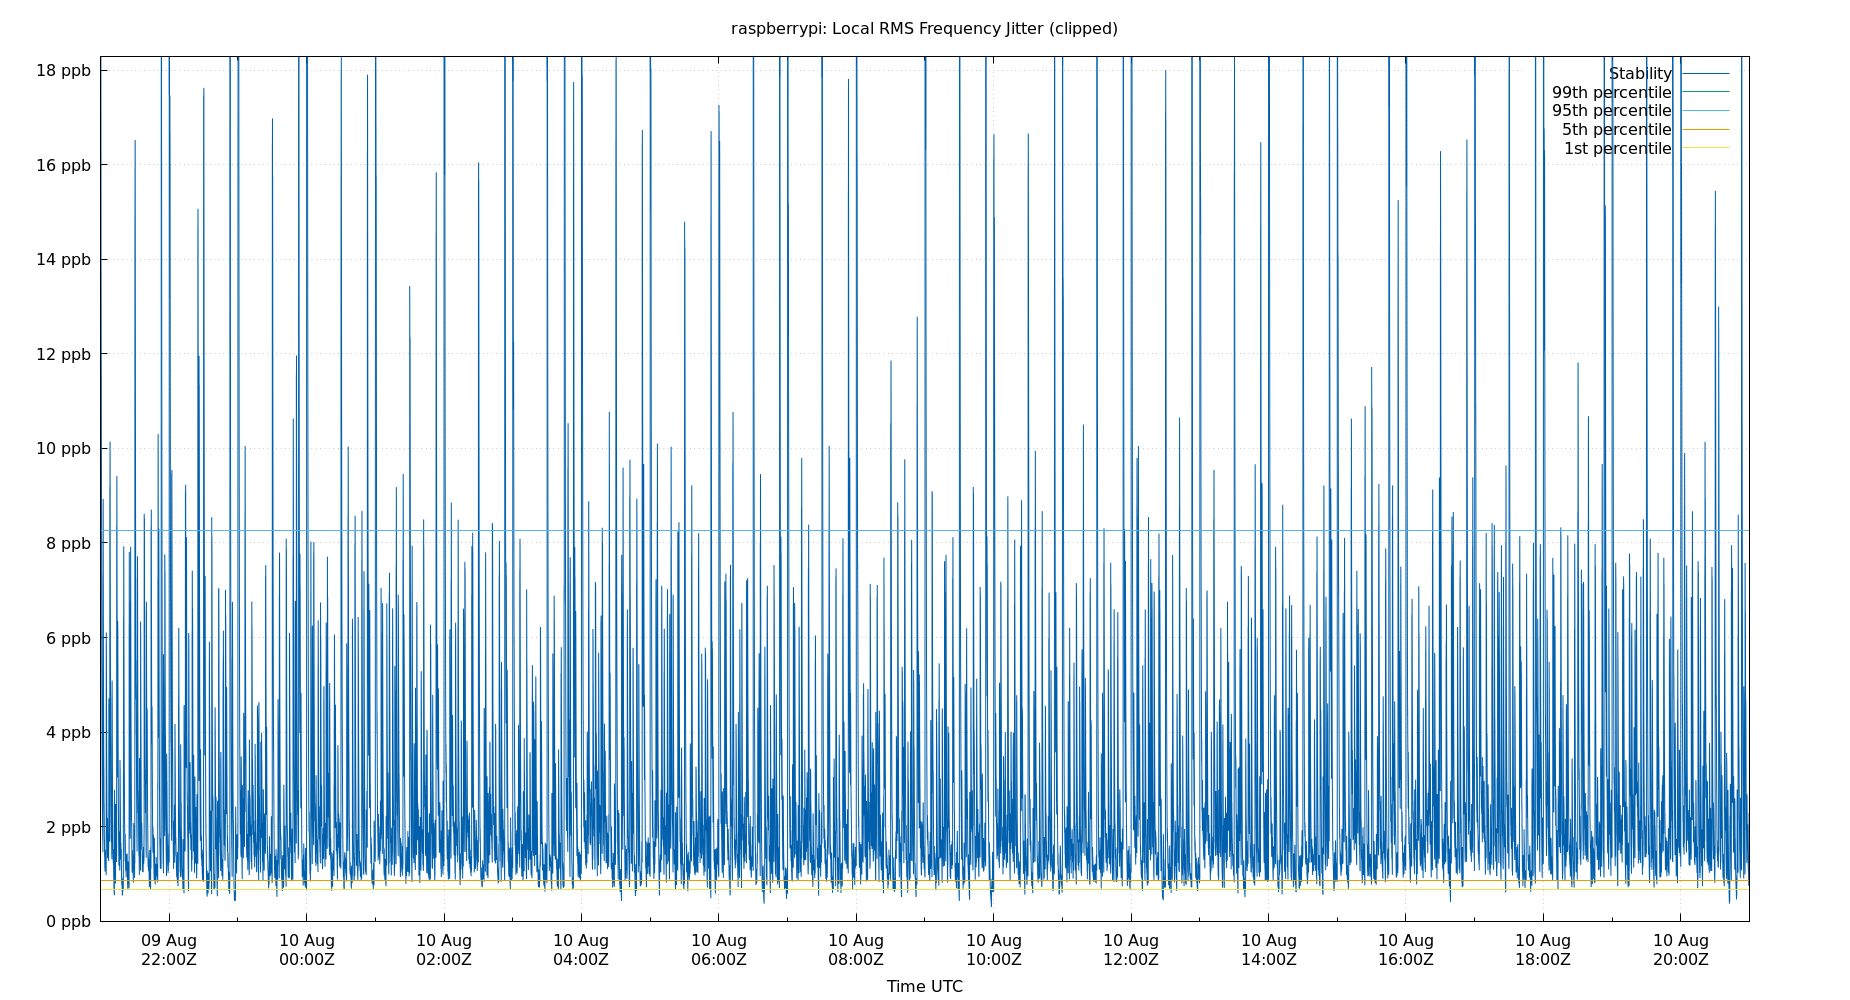 raspberrypi: Local RMS Frequency Jitter (clipped)
18 ppb
16 ppb
14 ppb
12 ppb
10 ppb
8 ppb
6 ppb
4 ppb
2 ppb
0 ppb
Stability
99th percentile
95th percentile
5th percentile
1st percentile
09 Aug 10 Aug 10 Aug 10 Aug 10 Aug 10 Aug 10 Aug 10 Aug 10 Aug 10 Aug 10 Aug 10 Aug
22:00Z 00:00Z 02:00Z 04:00Z 06:00Z 08:00Z 10:00Z 12:00Z 14:00Z 16:00Z 18:00Z 20:00Z
Time UTC